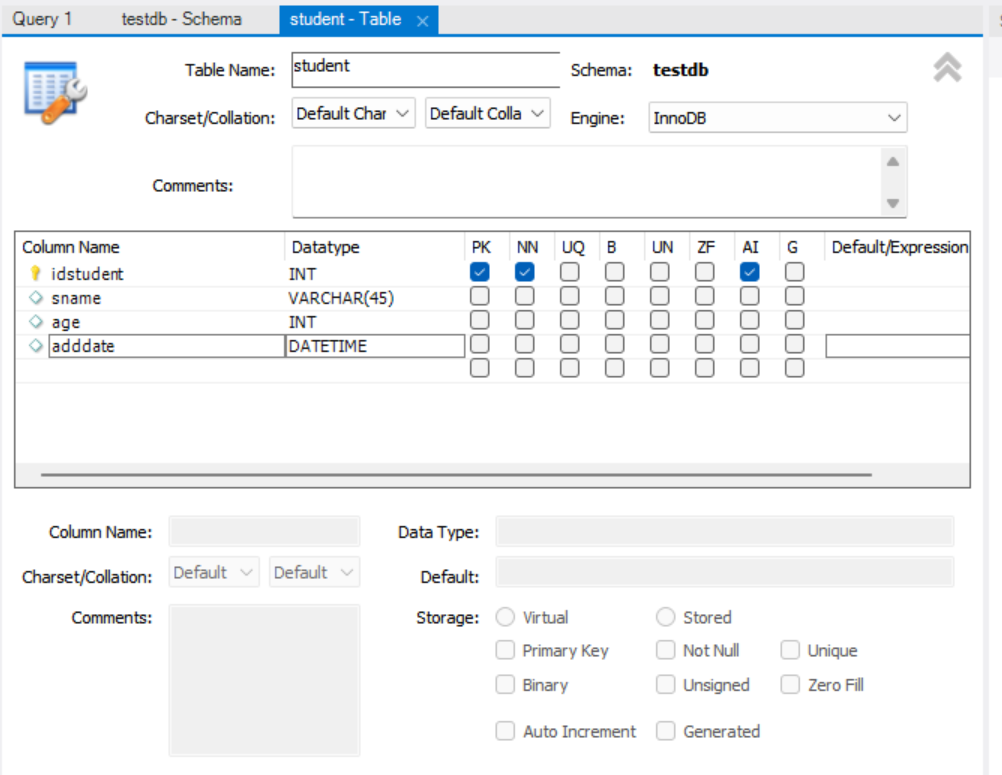 Query 1 testdb - Schema student - Table ×
Table Name: student Schema: testdb
Charset/Collation: Default Char Default Colla Engine: InnoDB
Comments:
Column Name Datatype PK NN UQ B UN ZF AI G Default/Expression
idstudent INT
sname VARCHAR(45)
age INT
adddate DATETIME
Column Name: Data Type:
Charset/Collation: Default Default Default:
Comments: Storage: Virtual Stored
Primary Key Not Null Unique
Binary Unsigned Zero Fill
Auto Increment Generated